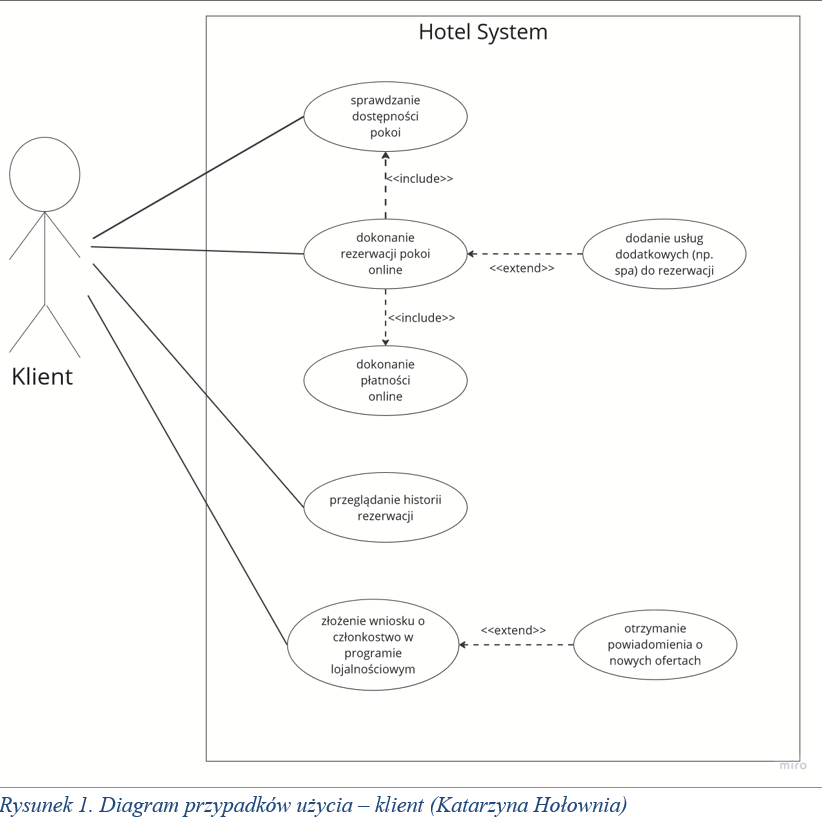 Hotel System
sprawdzanie
dostępności
pokoi
<<include>>
dokonanie
rezerwacji pokoi
online
<<extend>>
dodanie usług
dodatkowych (np.
spa) do rezerwacji
<<include>>
dokonanie
płatności
online
Klient
przeglądanie historii
rezerwacji
złożenie wniosku o
członkostwo w
programie
lojalnościowym
<<extend>>
otrzymanie
powiadomienia o
nowych ofertach
miro
Rysunek 1. Diagram przypadków użycia – klient (Katarzyna Hołownia)